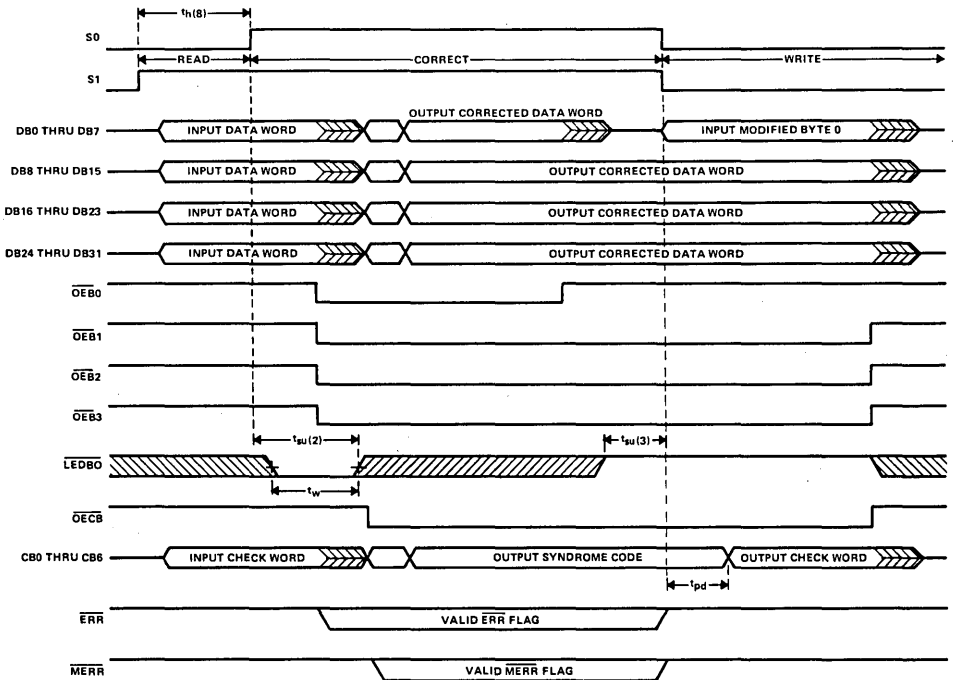 th(8)
S0
READ CORRECT WRITE
S1
OUTPUT CORRECTED DATA WORD
DB0 THRU DB7 INPUT DATA WORD INPUT MODIFIED BYTE 0
DB8 THRU DB15 INPUT DATA WORD OUTPUT CORRECTED DATA WORD
DB16 THRU DB23 INPUT DATA WORD OUTPUT CORRECTED DATA WORD
DB24 THRU DB31 INPUT DATA WORD OUTPUT CORRECTED DATA WORD
OEB0
OEB1
OEB2
OEB3
tsu(2) tsu(3)
LEDBO
tw
OECB
CB0 THRU CB6 INPUT CHECK WORD OUTPUT SYNDROME CODE OUTPUT CHECK WORD
tpd
ERR VALID ERR FLAG
MERR VALID MERR FLAG